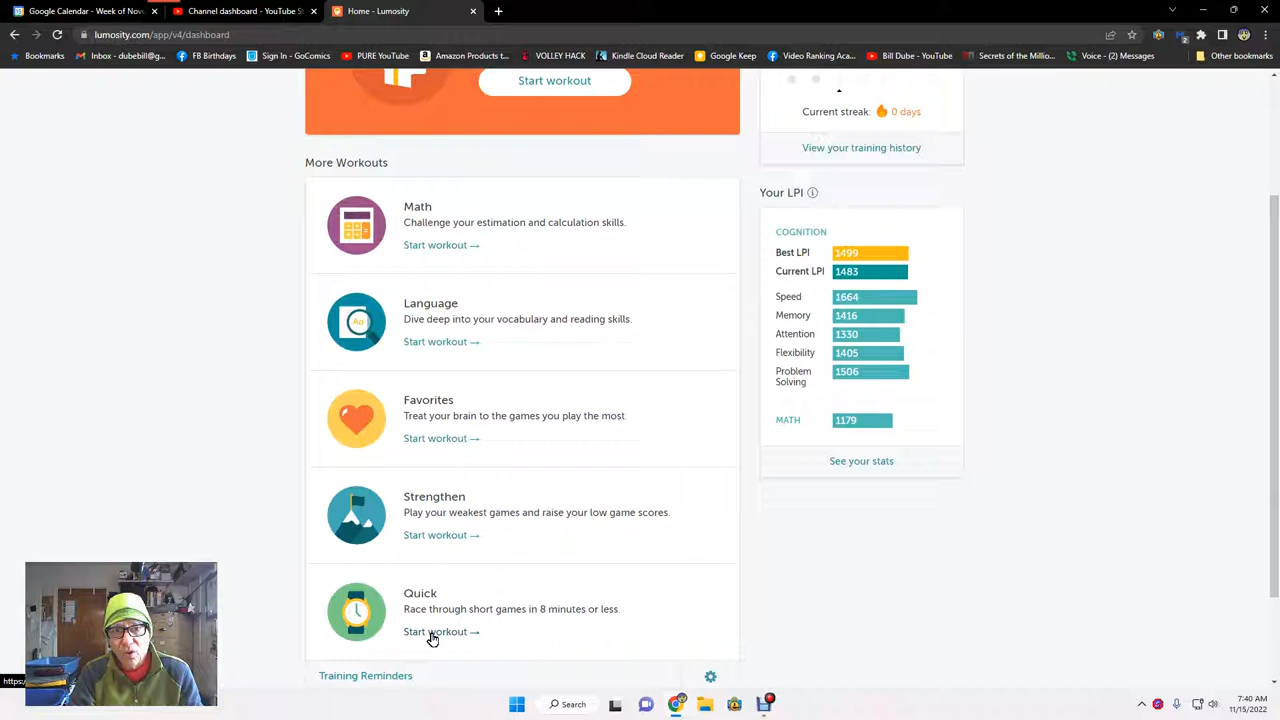 Google Calendar - Week of Nov
Channel dashboard - YouTube St
Home - Lumosity
lumosity.com/app/v4/dashboard
Bookmarks
Inbox - dubebill@g...
FB Birthdays
Sign In - GoComics
PURE YouTube
Amazon Products t...
VOLLEY HACK
Kindle Cloud Reader
Google Keep
Video Ranking Aca...
Bill Dube - YouTube
Secrets of the Millio...
Voice - (2) Messages
Other bookmarks
Start workout
Current streak: 0 days
View your training history
More Workouts
Math
Challenge your estimation and calculation skills.
Start workout →
Language
Dive deep into your vocabulary and reading skills.
Start workout →
Favorites
Treat your brain to the games you play the most.
Start workout →
Strengthen
Play your weakest games and raise your low game scores.
Start workout →
Quick
Race through short games in 8 minutes or less.
Start workout →
Training Reminders
Your LPI
COGNITION
Best LPI 1499
Current LPI 1483
Speed 1664
Memory 1416
Attention 1330
Flexibility 1405
Problem Solving 1506
MATH 1179
See your stats
https
Search
7:40 AM
11/15/2022